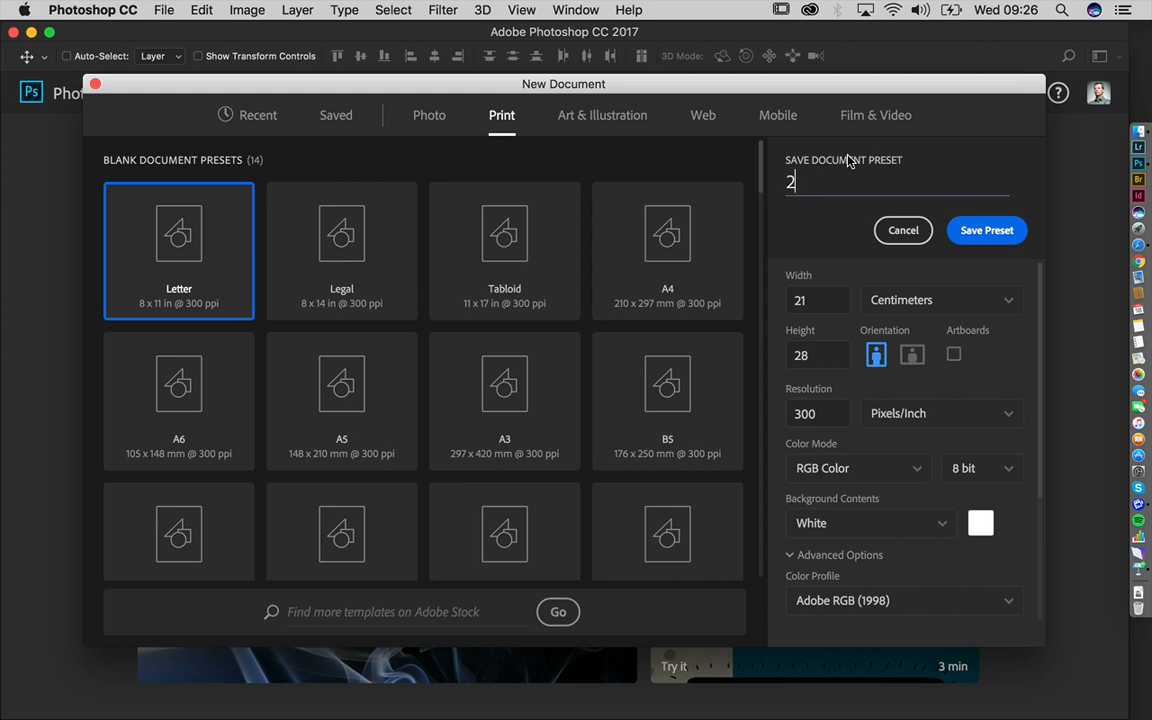 Photoshop CC File Edit Image Layer Type Select Filter 3D View Window Help Wed 09:26
Adobe Photoshop CC 2017
Auto-Select: Layer Show Transform Controls 3D Mode:
Ps
New Document
Recent Saved Photo Print Art & Illustration Web Mobile Film & Video
BLANK DOCUMENT PRESETS (14)
SAVE DOCUMENT PRESET
2
Cancel Save Preset
Letter
8 x 11 in @ 300 ppi
Legal
8 x 14 in @ 300 ppi
Tabloid
11 x 17 in @ 300 ppi
A4
210 x 297 mm @ 300 ppi
A6
105 x 148 mm @ 300 ppi
A5
148 x 210 mm @ 300 ppi
A3
297 x 420 mm @ 300 ppi
B5
176 x 250 mm @ 300 ppi
Width
21 Centimeters
Height Orientation Artboards
28
Resolution
300 Pixels/Inch
Color Mode
RGB Color 8 bit
Background Contents
White
Advanced Options
Color Profile
Adobe RGB (1998)
Find more templates on Adobe Stock Go
Try it 3 min
Lr
Ps
Br
Id